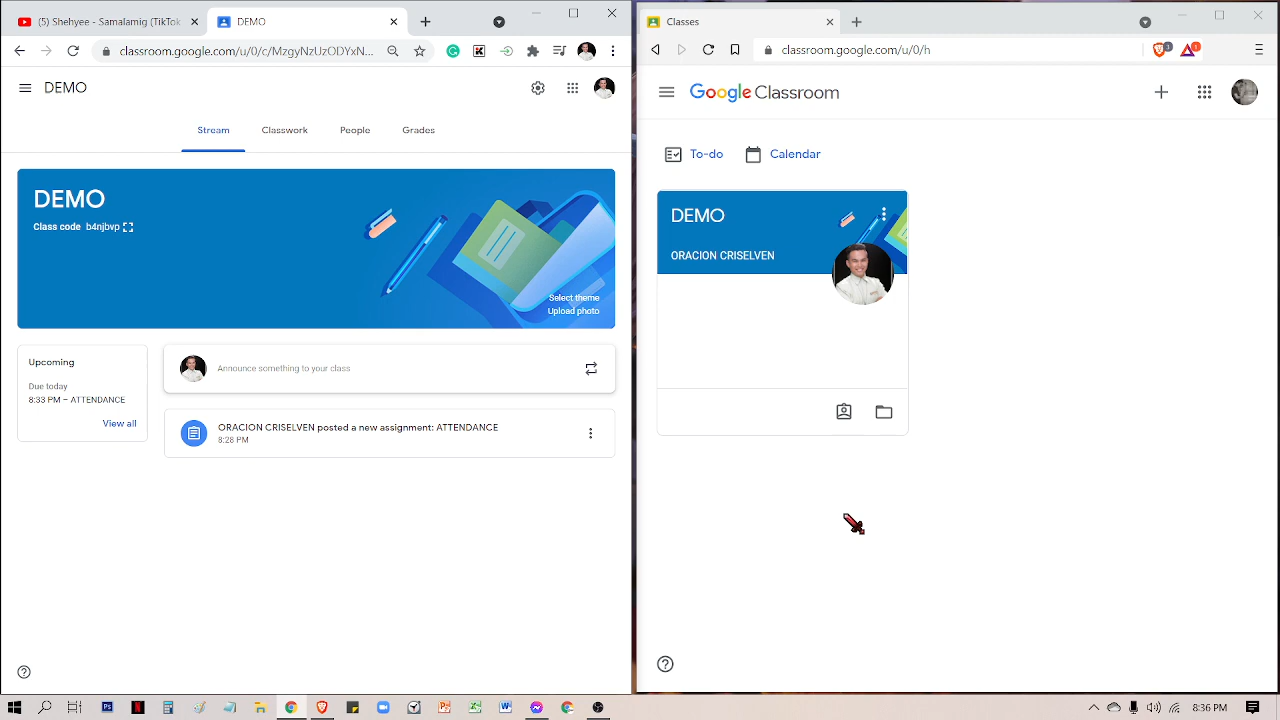 (5) Shehyee - Samalamig (TikTok
DEMO
classroom.google.com/u/0/c/MzgyNzUzODYxN...
DEMO
Stream
Classwork
People
Grades
DEMO
Class code b4njbvp
Select theme
Upload photo
Upcoming
Due today
8:33 PM – ATTENDANCE
View all
Announce something to your class
ORACION CRISELVEN posted a new assignment: ATTENDANCE
8:28 PM
Classes
classroom.google.com/u/0/h
3
1
Google Classroom
To-do
Calendar
DEMO
ORACION CRISELVEN
8:36 PM